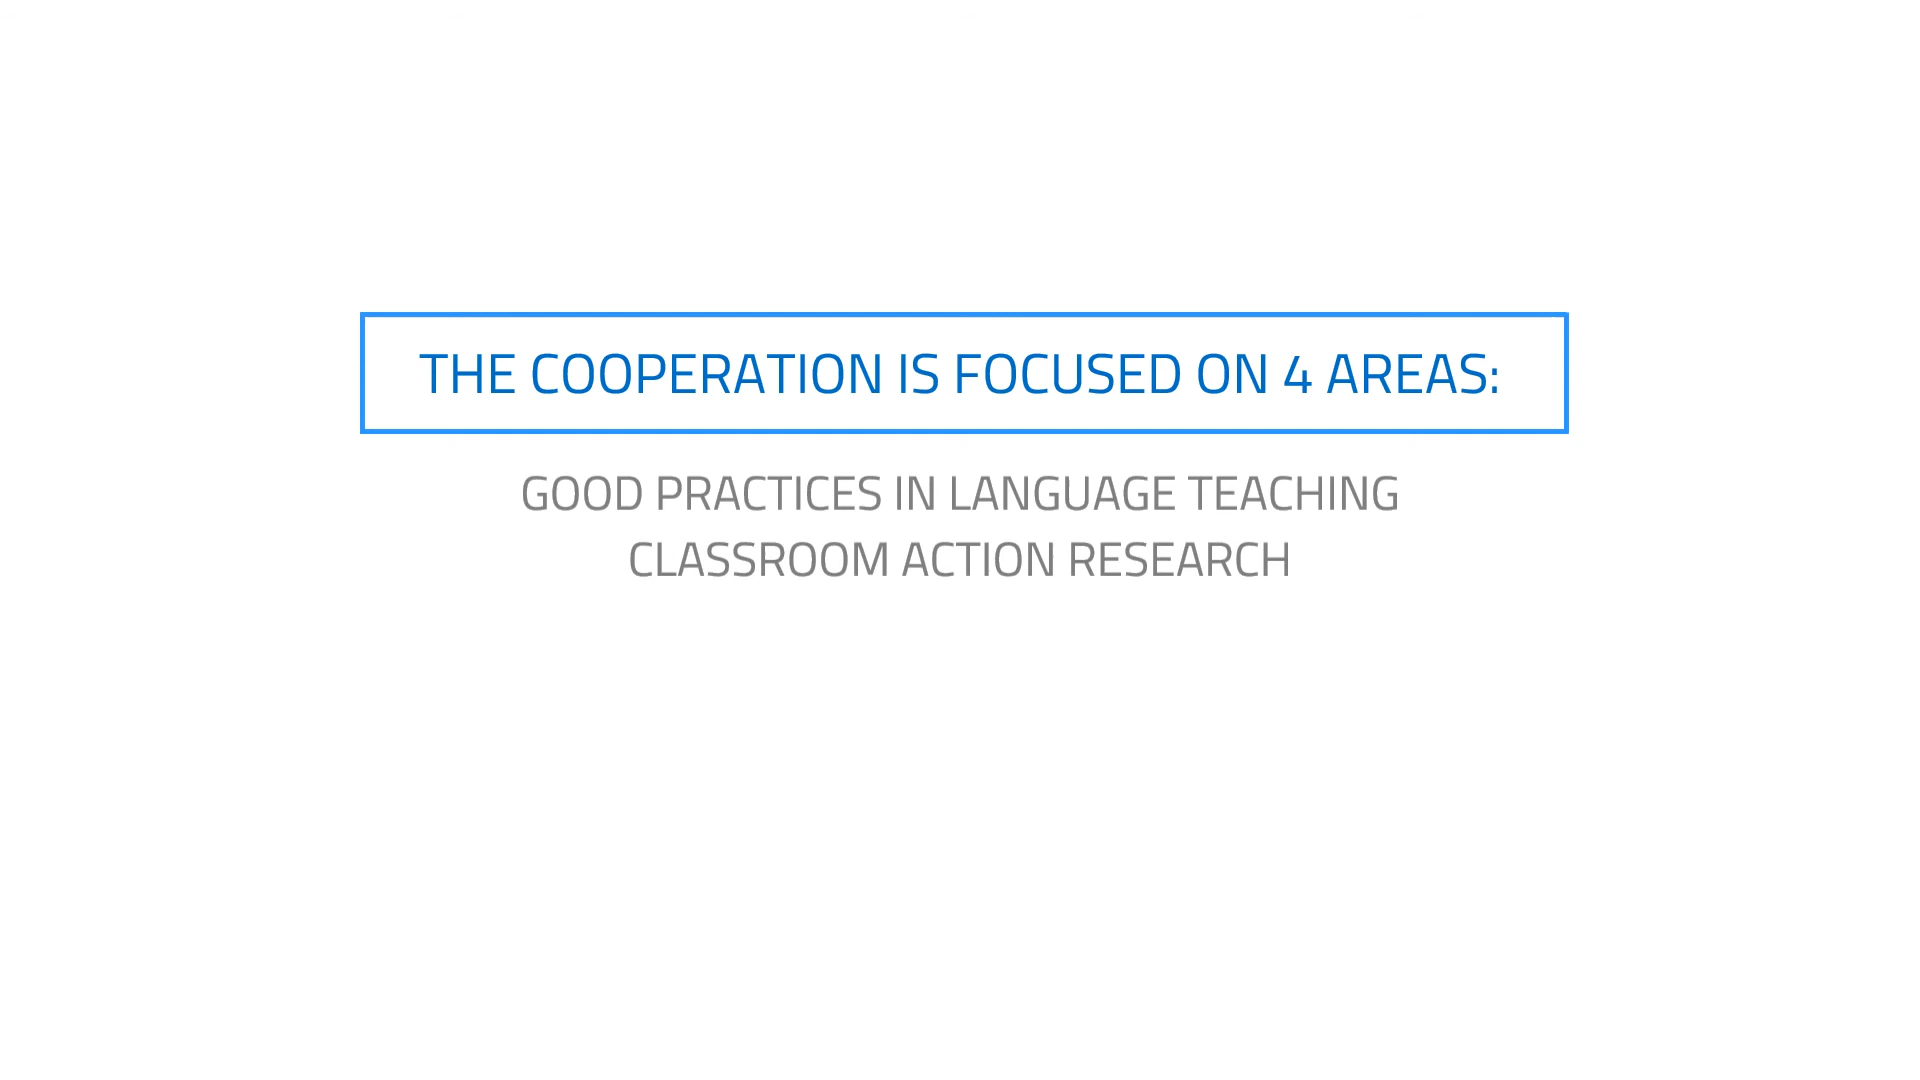 THE COOPERATION IS FOCUSED ON 4 AREAS:
GOOD PRACTICES IN LANGUAGE TEACHING
CLASSROOM ACTION RESEARCH